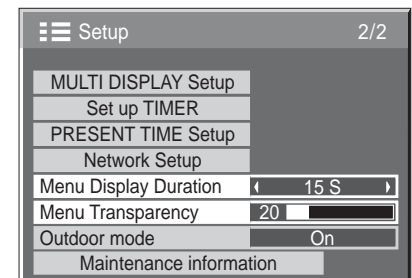 Setup 2/2
MULTI DISPLAY Setup
Set up TIMER
PRESENT TIME Setup
Network Setup
Menu Display Duration 15 S
Menu Transparency 20
Outdoor mode On
Maintenance information